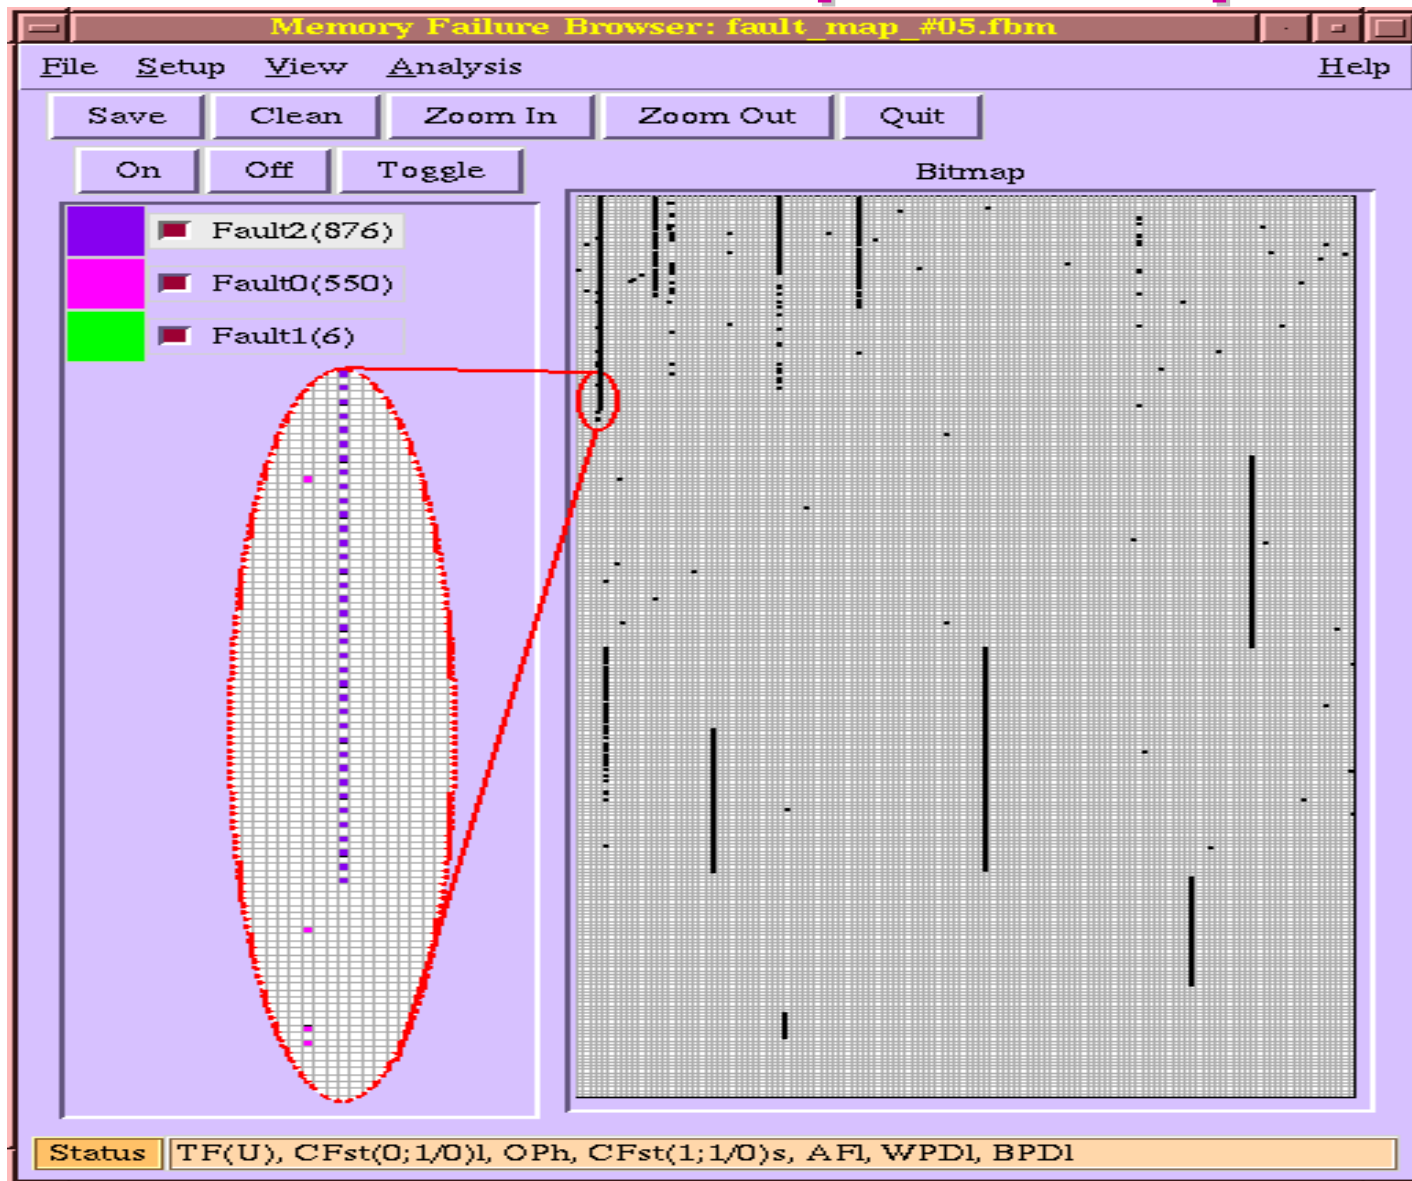 Memory Failure Browser: fault_map_#05.fbm
File Setup View Analysis Help
Save Clean Zoom In Zoom Out Quit
On Off Toggle
Bitmap
Fault2(876)
Fault0(550)
Fault1(6)
Status TF(U), CFst(0;1/0)l, OPh, CFst(1;1/0)s, AFl, WPDl, BPDl